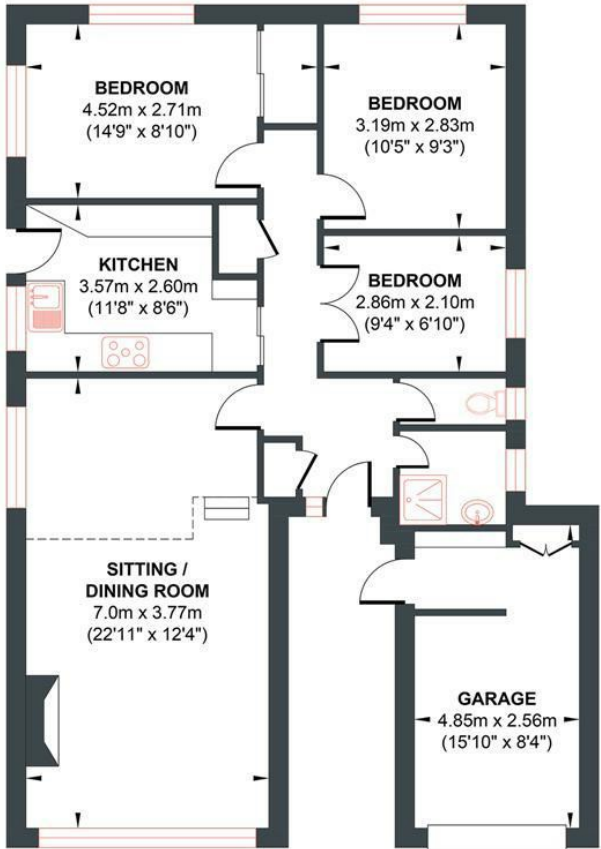 BEDROOM
4.52m x 2.71m
(14'9" x 8'10")
BEDROOM
3.19m x 2.83m
(10'5" x 9'3")
KITCHEN
3.57m x 2.60m
(11'8" x 8'6")
BEDROOM
2.86m x 2.10m
(9'4" x 6'10")
SITTING /
DINING ROOM
7.0m x 3.77m
(22'11" x 12'4")
GARAGE
4.85m x 2.56m
(15'10" x 8'4")